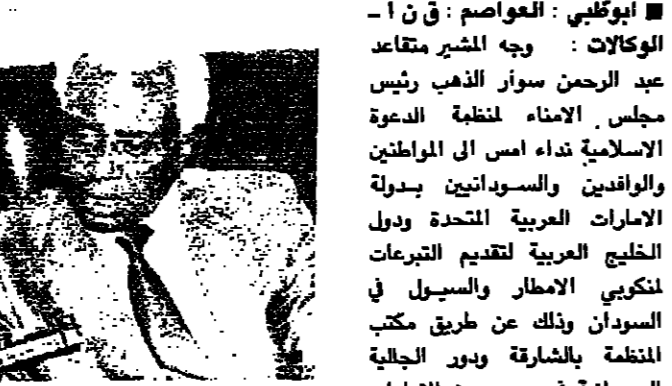 ■ ابوظبي : العواصم : ق ن ا ـ
الوكالات : وجه المشير متقاعد
عبد الرحمن سوار الذهب رئيس
مجلس الامناء لمنظمة الدعوة
الاسلامية نداء امس الى المواطنين
والوافدين والسودانيين بدولة
الامارات العربية المتحدة ودول
الخليج العربية لتقديم التبرعات
لمنكوبي الامطار والسيول في
السودان وذلك عن طريق مكتب
المنظمة بالشارقة ودور الجالية